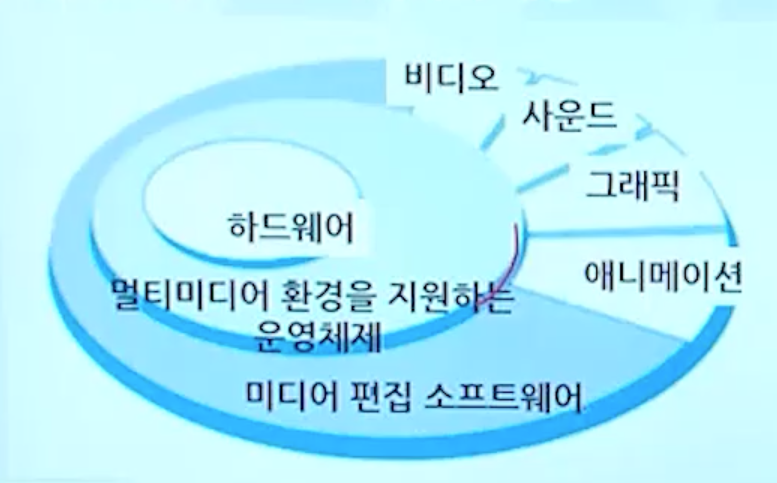 비디오
사운드
그래픽
애니메이션
하드웨어
멀티미디어 환경을 지원하는
운영체제
미디어 편집 소프트웨어